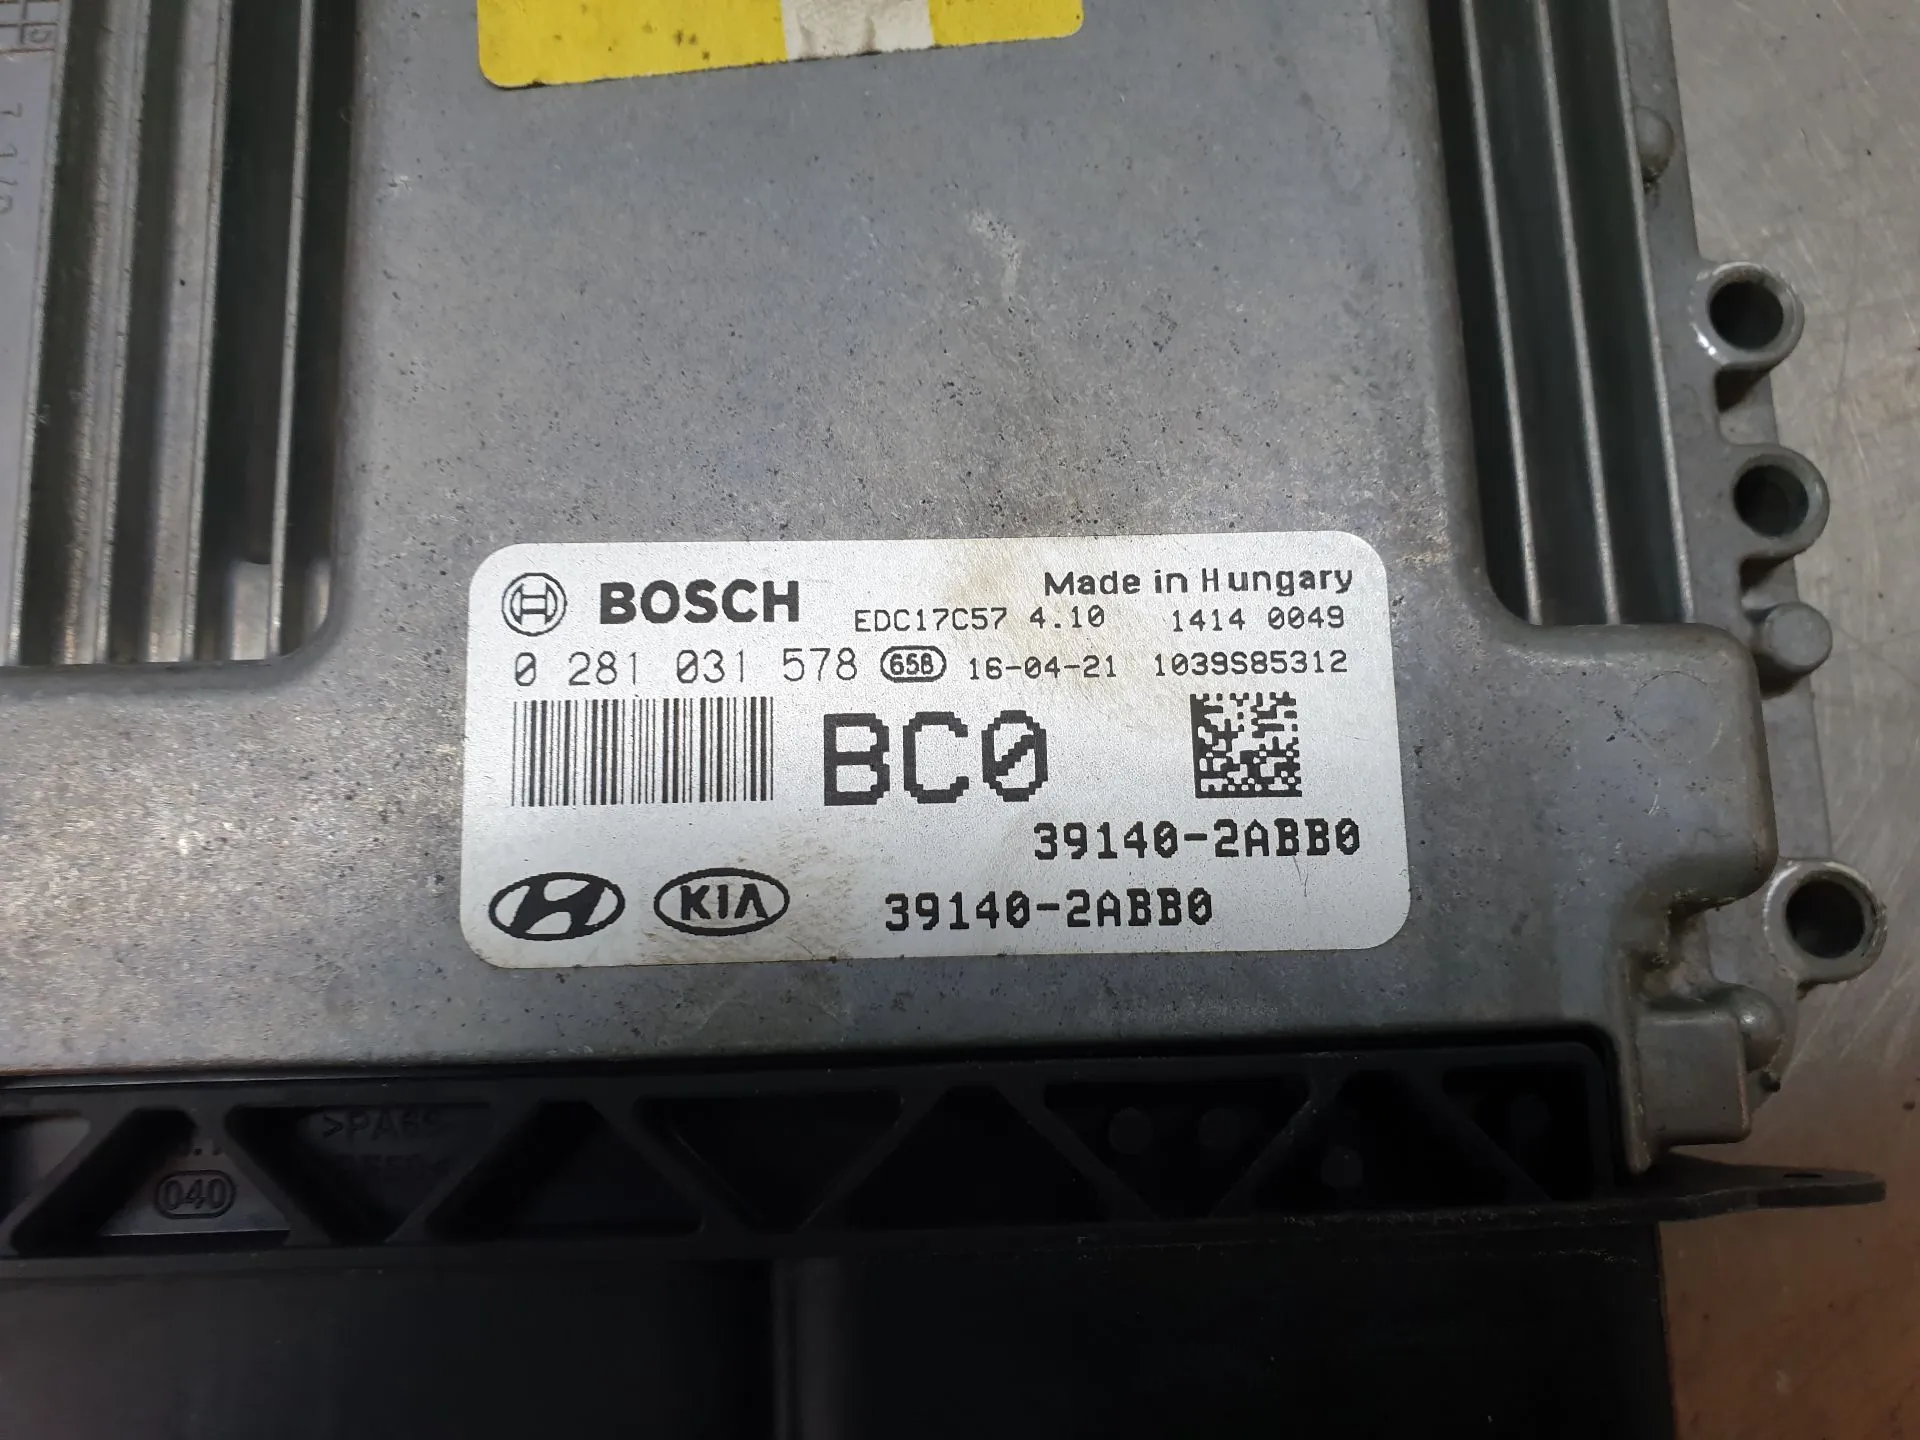 BOSCH
Made in Hungary
EDC17C57 4.10 1414 0049
0 281 031 578 65B 16-04-21 1039S85312
BC0
39140-2ABB0
KIA 39140-2ABB0
040